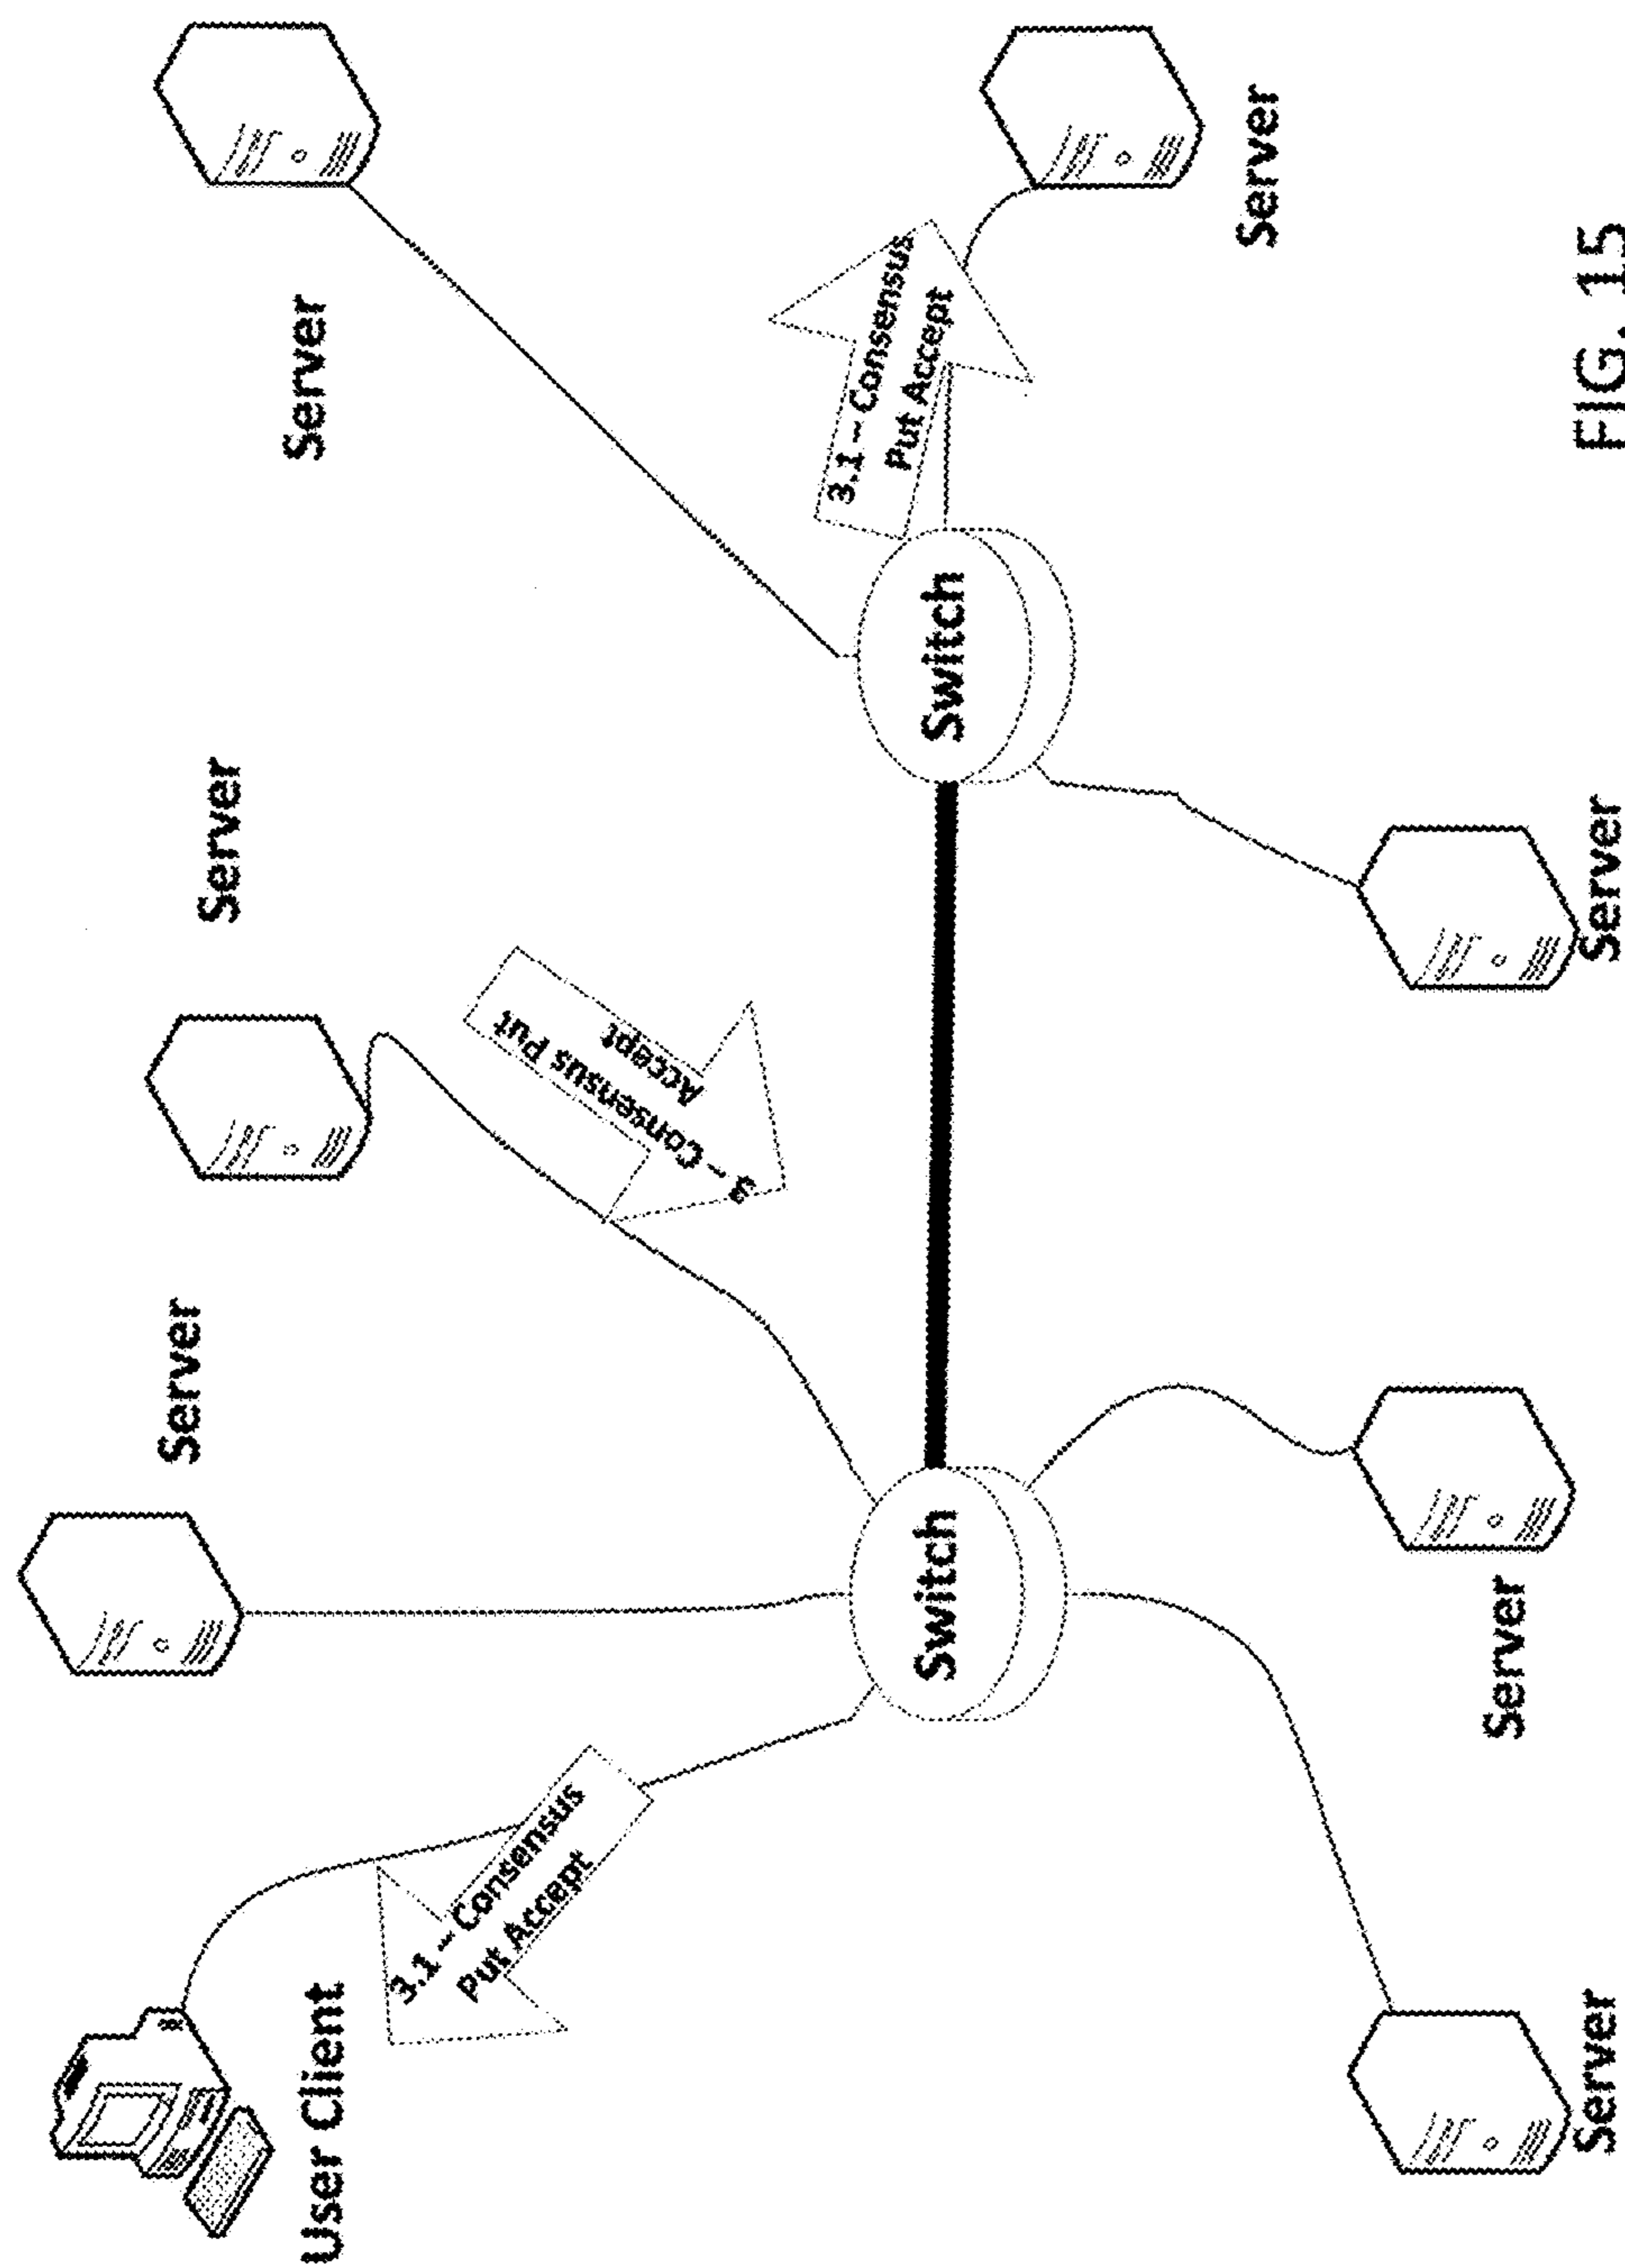 Server
Server
Server
User Client
3.1 – Consensus
Put Accept
3 – Consensus Put
Accept
3.1 – Consensus
Put Accept
Switch
Switch
Server
Server
Server
Server
FIG. 15